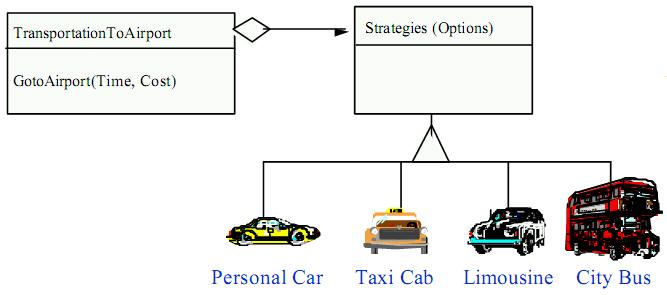 TransportationToAirport
GotoAirport(Time, Cost)
Strategies (Options)
Personal Car
Taxi Cab
Limousine
City Bus